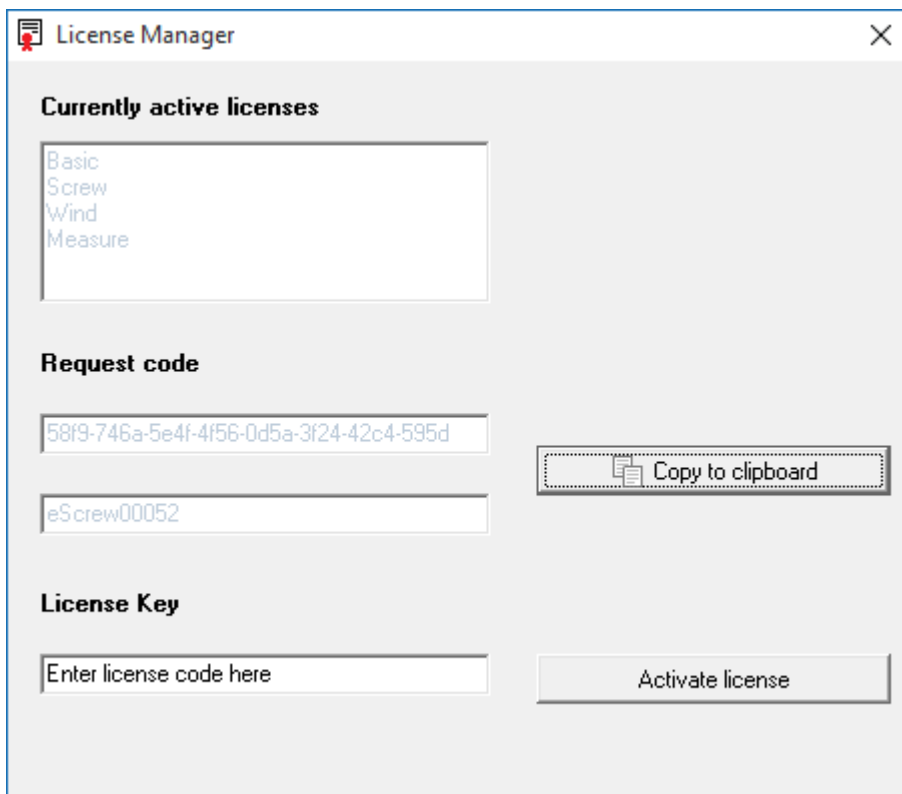 License Manager
Currently active licenses
Basic
Screw
Wind
Measure
Request code
58f9-746a-5e4f-4f56-0d5a-3f24-42c4-595d
Copy to clipboard
eScrew00052
License Key
Enter license code here
Activate license